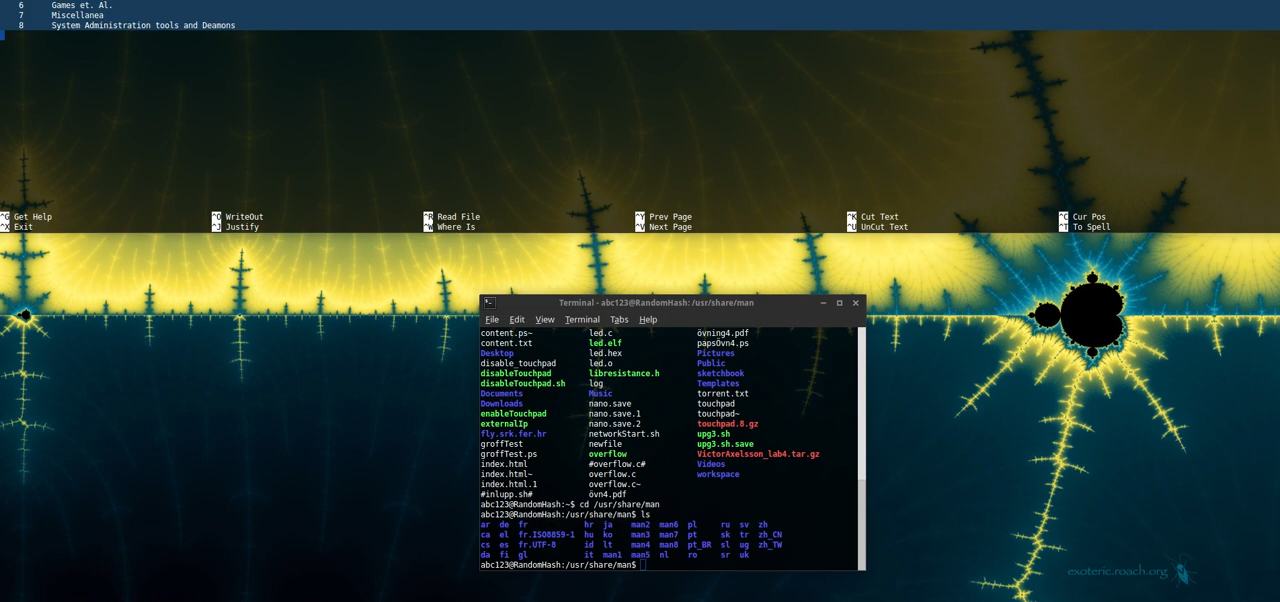 6 Games et. Al.
7 Miscellanea
8 System Administration tools and Deamons
^G Get Help ^O WriteOut ^R Read File ^Y Prev Page ^K Cut Text ^C Cur Pos
^X Exit ^J Justify ^W Where Is ^V Next Page ^U UnCut Text ^T To Spell
Terminal - abc123@RandomHash: /usr/share/man
File Edit View Terminal Tabs Help
content.ps~ led.c övning4.pdf
content.txt led.elf papsOvn4.ps
Desktop led.hex Pictures
disable_touchpad led.o Public
disableTouchpad libresistance.h sketchbook
disableTouchpad.sh log Templates
Documents Music torrent.txt
Downloads nano.save touchpad
enableTouchpad nano.save.1 touchpad~
externalIp nano.save.2 touchpad.8.gz
fly.srk.fer.hr networkStart.sh upg3.sh
groffTest newfile upg3.sh.save
groffTest.ps overflow VictorAxelsson_lab4.tar.gz
index.html #overflow.c# Videos
index.html~ overflow.c workspace
index.html.1 overflow.c~
#inlupp.sh# övn4.pdf
abc123@RandomHash:~$ cd /usr/share/man
abc123@RandomHash:/usr/share/man$ ls
ar de fr hr ja man2 man6 pl ru sv zh
ca el fr.ISO8859-1 hu ko man3 man7 pt sk tr zh_CN
cs es fr.UTF-8 id lt man4 man8 pt_BR sl ug zh_TW
da fi gl it man1 man5 nl ro sr uk
abc123@RandomHash:/usr/share/man$
exoteric.roach.org